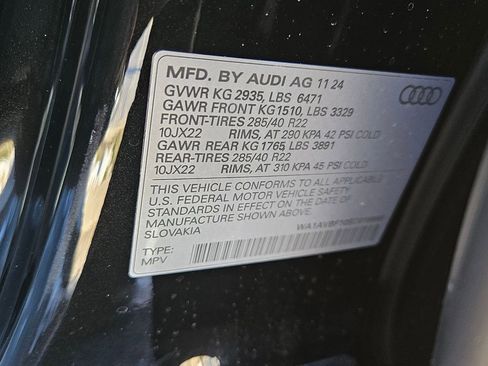 MFD. BY AUDI AG 11 24
GVWR KG 2935, LBS 6471
GAWR FRONT KG 1510, LBS 3329
FRONT-TIRES 285/40 R22
10JX22 RIMS, AT 290 KPA 42 PSI COLD
GAWR REAR KG 1765 LBS 3891
REAR-TIRES 285/40 R22
10JX22 RIMS, AT 310 KPA 45 PSI COLD
THIS VEHICLE CONFORMS TO ALL APPLICABLE
U.S. FEDERAL MOTOR VEHICLE SAFETY
STANDARDS IN EFFECT ON THE DATE OF
MANUFACTURE SHOWN ABOVE.
SLOVAKIA
TYPE:
MPV